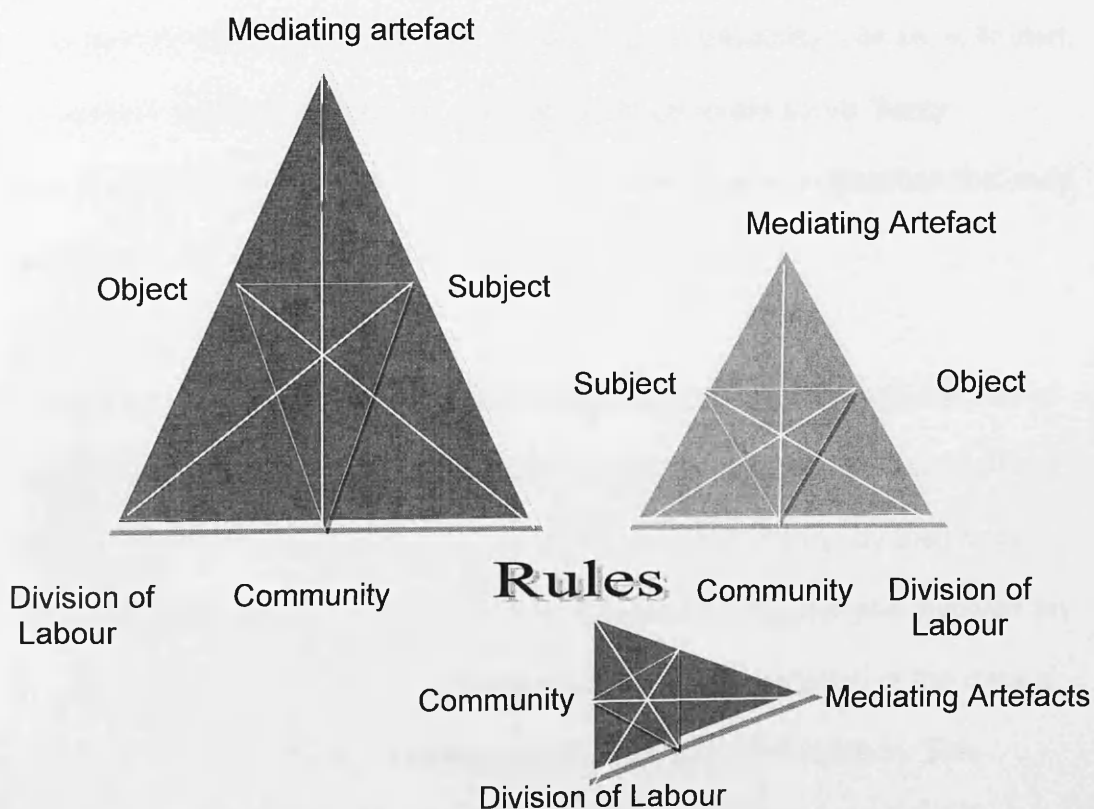 Mediating artefact
Mediating Artefact
Object
Subject
Subject
Object
Division of
Labour
Community
Rules
Community
Division of
Labour
Community
Mediating Artefacts
Division of Labour